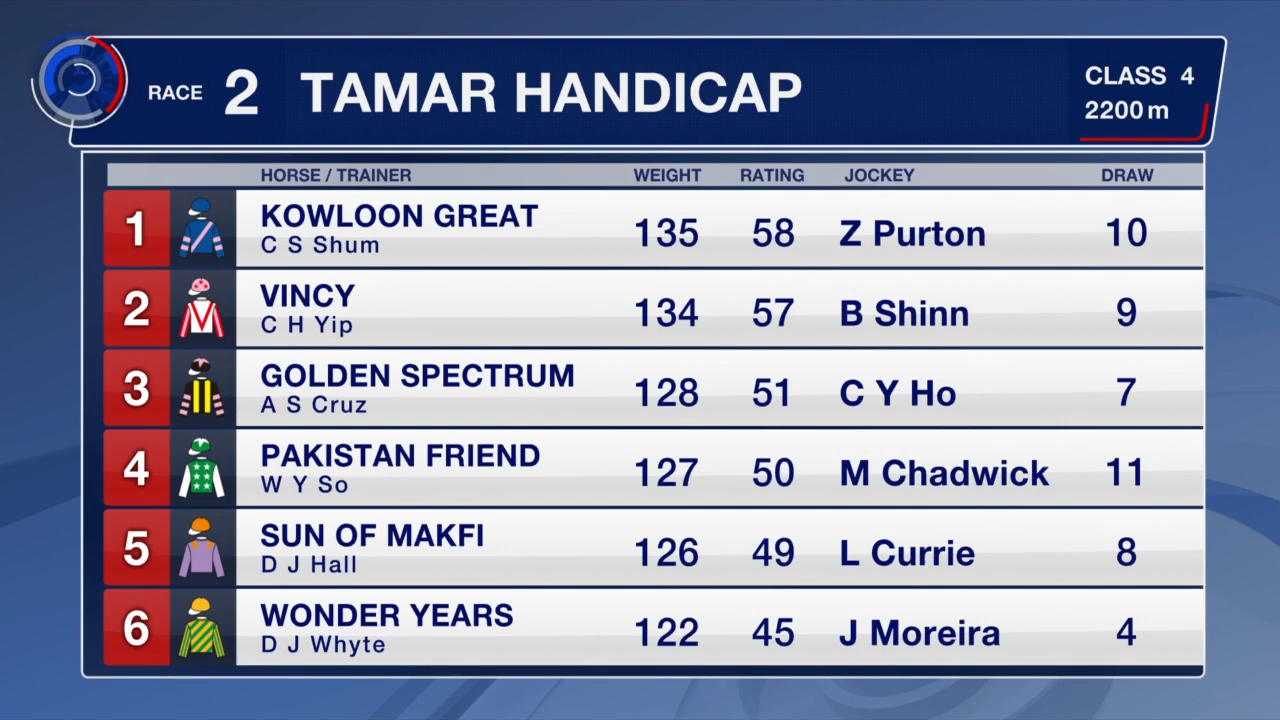 RACE 2 TAMAR HANDICAP
CLASS 4
2200 m
HORSE / TRAINER WEIGHT RATING JOCKEY DRAW
1 KOWLOON GREAT 135 58 Z Purton 10
C S Shum
2 VINCY 134 57 B Shinn 9
C H Yip
3 GOLDEN SPECTRUM 128 51 C Y Ho 7
A S Cruz
4 PAKISTAN FRIEND 127 50 M Chadwick 11
W Y So
5 SUN OF MAKFI 126 49 L Currie 8
D J Hall
6 WONDER YEARS 122 45 J Moreira 4
D J Whyte